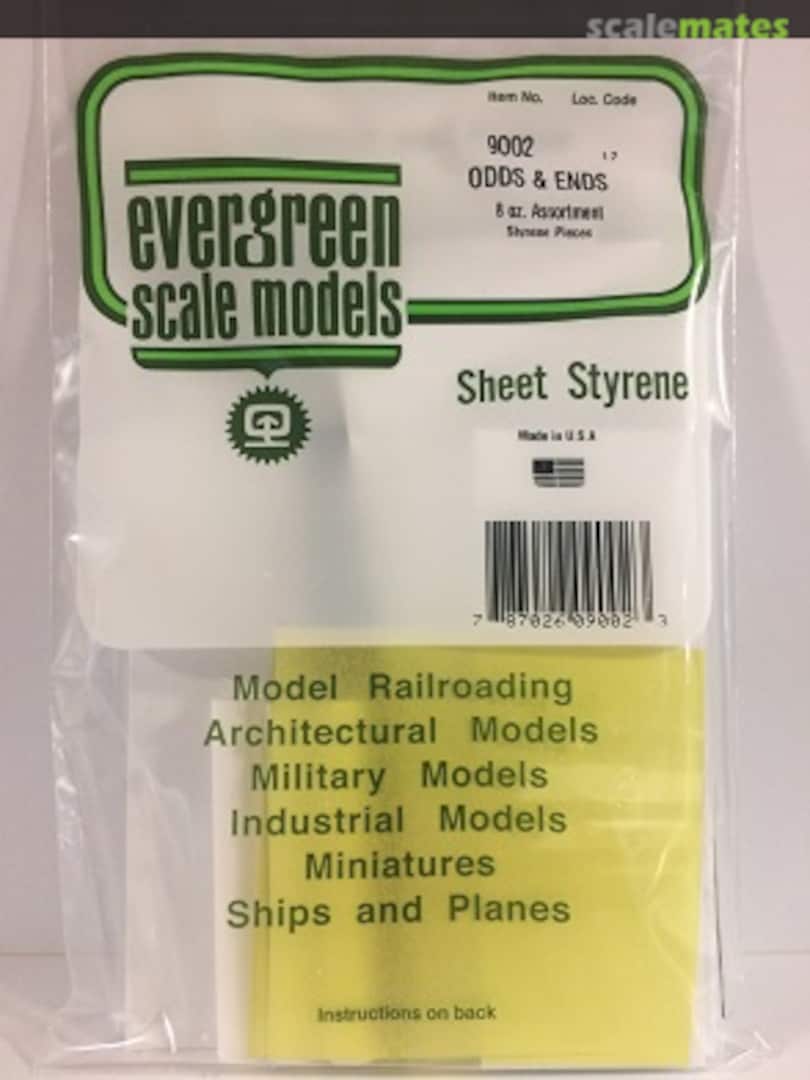 scalemates
Item No. Loc. Code
9002 17
ODDS & ENDS
8 oz. Assortment
Styrene Pieces
evergreen
scale models
Sheet Styrene
Made in U.S.A
7 87026 09002 3
Model Railroading
Architectural Models
Military Models
Industrial Models
Miniatures
Ships and Planes
Instructions on back